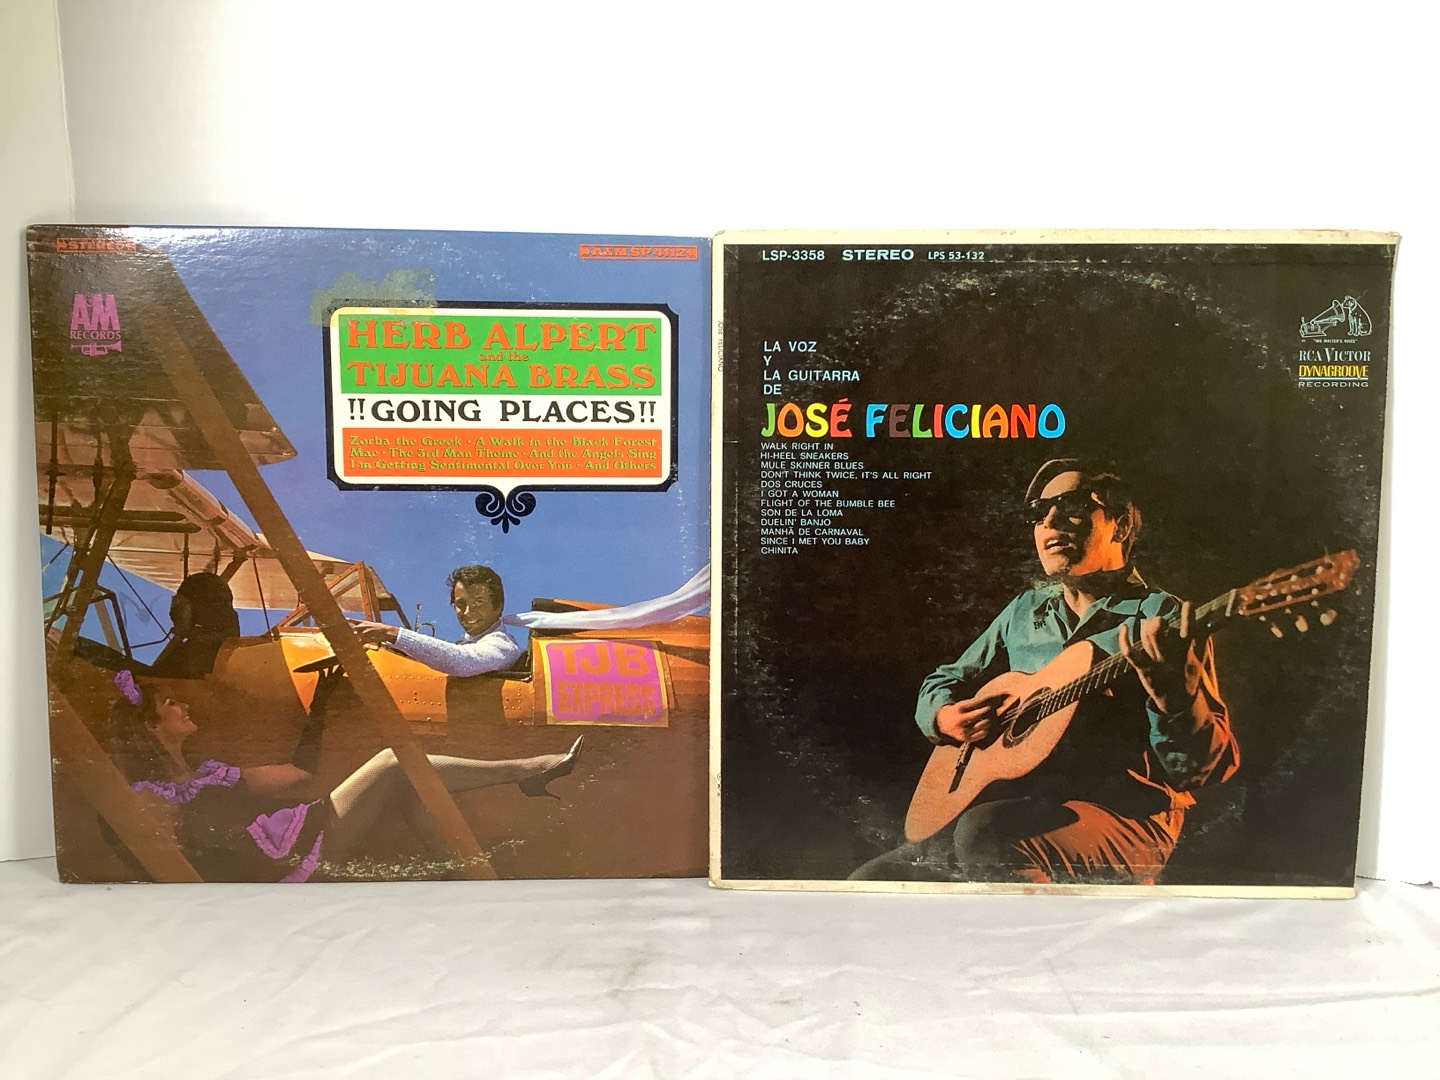 STEREO
A&M SP 4112
A&M
RECORDS
HERB ALPERT
and the
TIJUANA BRASS
!!GOING PLACES!!
Zorba the Greek · A Walk in the Black Forest
Mae · The 3rd Man Theme · And the Angels Sing
I'm Getting Sentimental Over You · And Others
TJB
EXPRESS
LSP-3358 STEREO LPS 53-132
LA VOZ
Y
LA GUITARRA
DE
JOSÉ FELICIANO
WALK RIGHT IN
HI-HEEL SNEAKERS
MULE SKINNER BLUES
DON'T THINK TWICE, IT'S ALL RIGHT
DOS CRUCES
I GOT A WOMAN
FLIGHT OF THE BUMBLE BEE
SON DE LA LOMA
DUELIN' BANJO
MANHÃ DE CARNAVAL
SINCE I MET YOU BABY
CHINITA
"HIS MASTER'S VOICE"
RCA VICTOR
DYNAGROOVE
RECORDING
JOSE FELICIANO